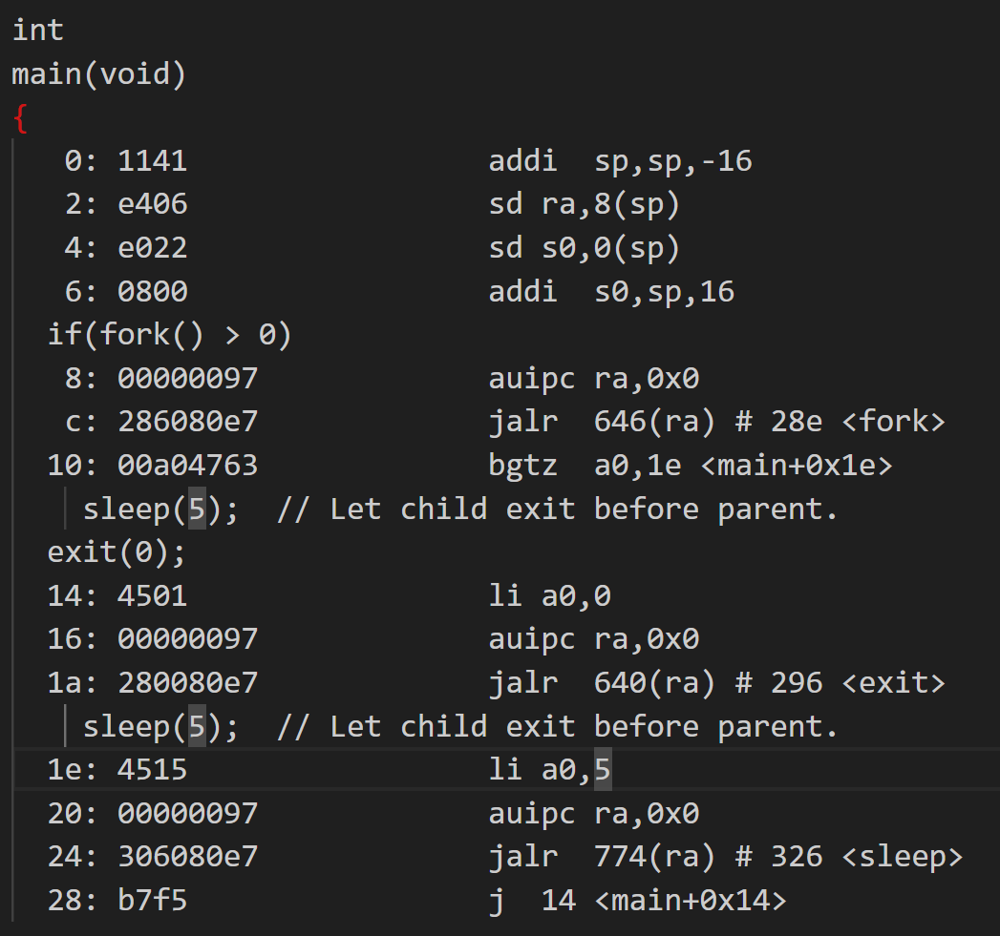 int
main(void)
{
   0: 1141                 addi  sp,sp,-16
   2: e406                 sd ra,8(sp)
   4: e022                 sd s0,0(sp)
   6: 0800                 addi  s0,sp,16
  if(fork() > 0)
   8: 00000097             auipc ra,0x0
   c: 286080e7             jalr  646(ra) # 28e <fork>
  10: 00a04763             bgtz  a0,1e <main+0x1e>
    sleep(5);  // Let child exit before parent.
  exit(0);
  14: 4501                 li a0,0
  16: 00000097             auipc ra,0x0
  1a: 280080e7             jalr  640(ra) # 296 <exit>
    sleep(5);  // Let child exit before parent.
  1e: 4515                 li a0,5
  20: 00000097             auipc ra,0x0
  24: 306080e7             jalr  774(ra) # 326 <sleep>
  28: b7f5                 j  14 <main+0x14>